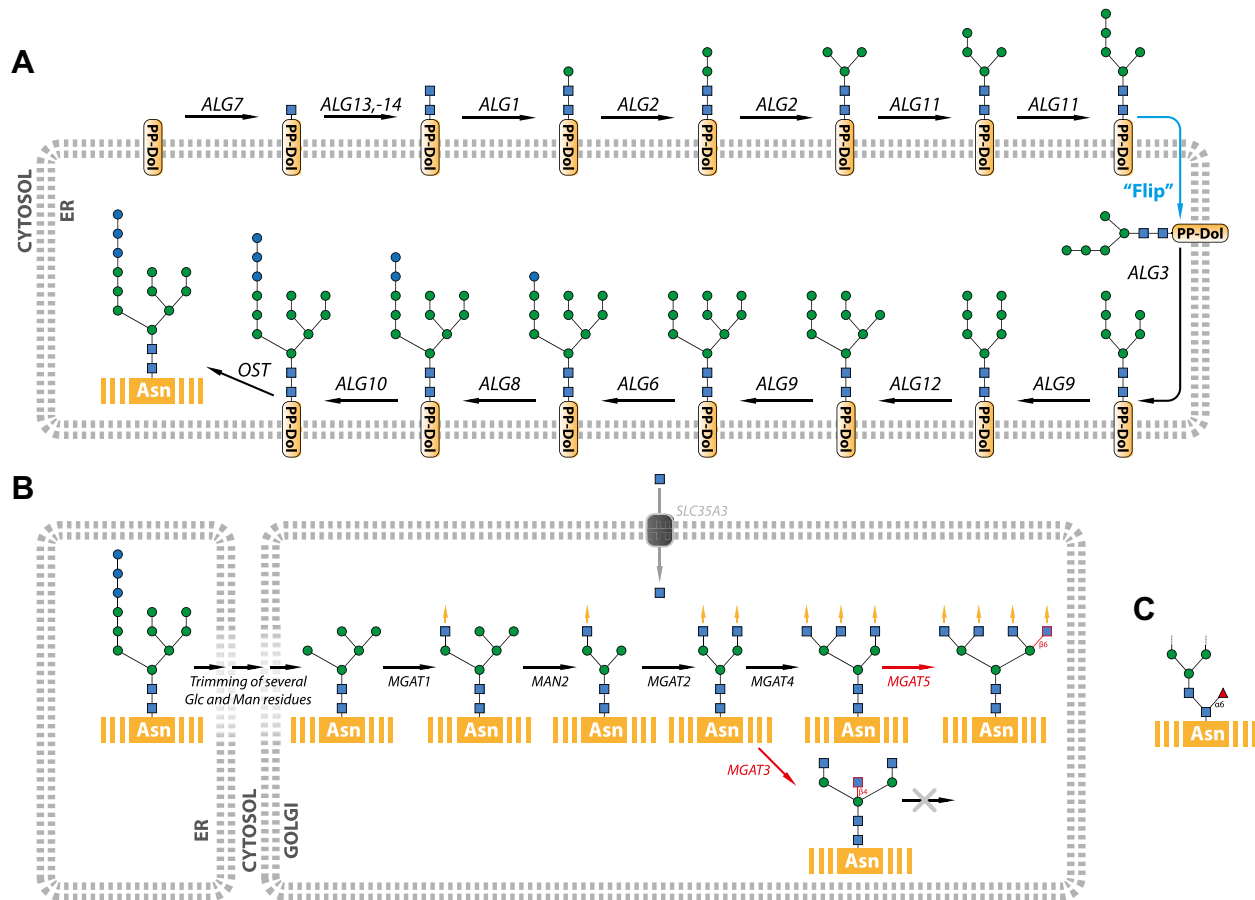 A
ALG7
ALG13,-14
ALG1
ALG2
ALG2
ALG11
ALG11
PP-Dol
PP-Dol
PP-Dol
PP-Dol
PP-Dol
PP-Dol
PP-Dol
PP-Dol
CYTOSOL
ER
"Flip"
PP-Dol
ALG3
OST
ALG10
ALG8
ALG6
ALG9
ALG12
ALG9
Asn
PP-Dol
PP-Dol
PP-Dol
PP-Dol
PP-Dol
PP-Dol
PP-Dol
B
SLC35A3
C
β6
Trimming of several
Glc and Man residues
MGAT1
MAN2
MGAT2
MGAT4
MGAT5
α6
Asn
Asn
Asn
Asn
Asn
Asn
Asn
Asn
MGAT3
β4
ER
CYTOSOL
GOLGI
Asn